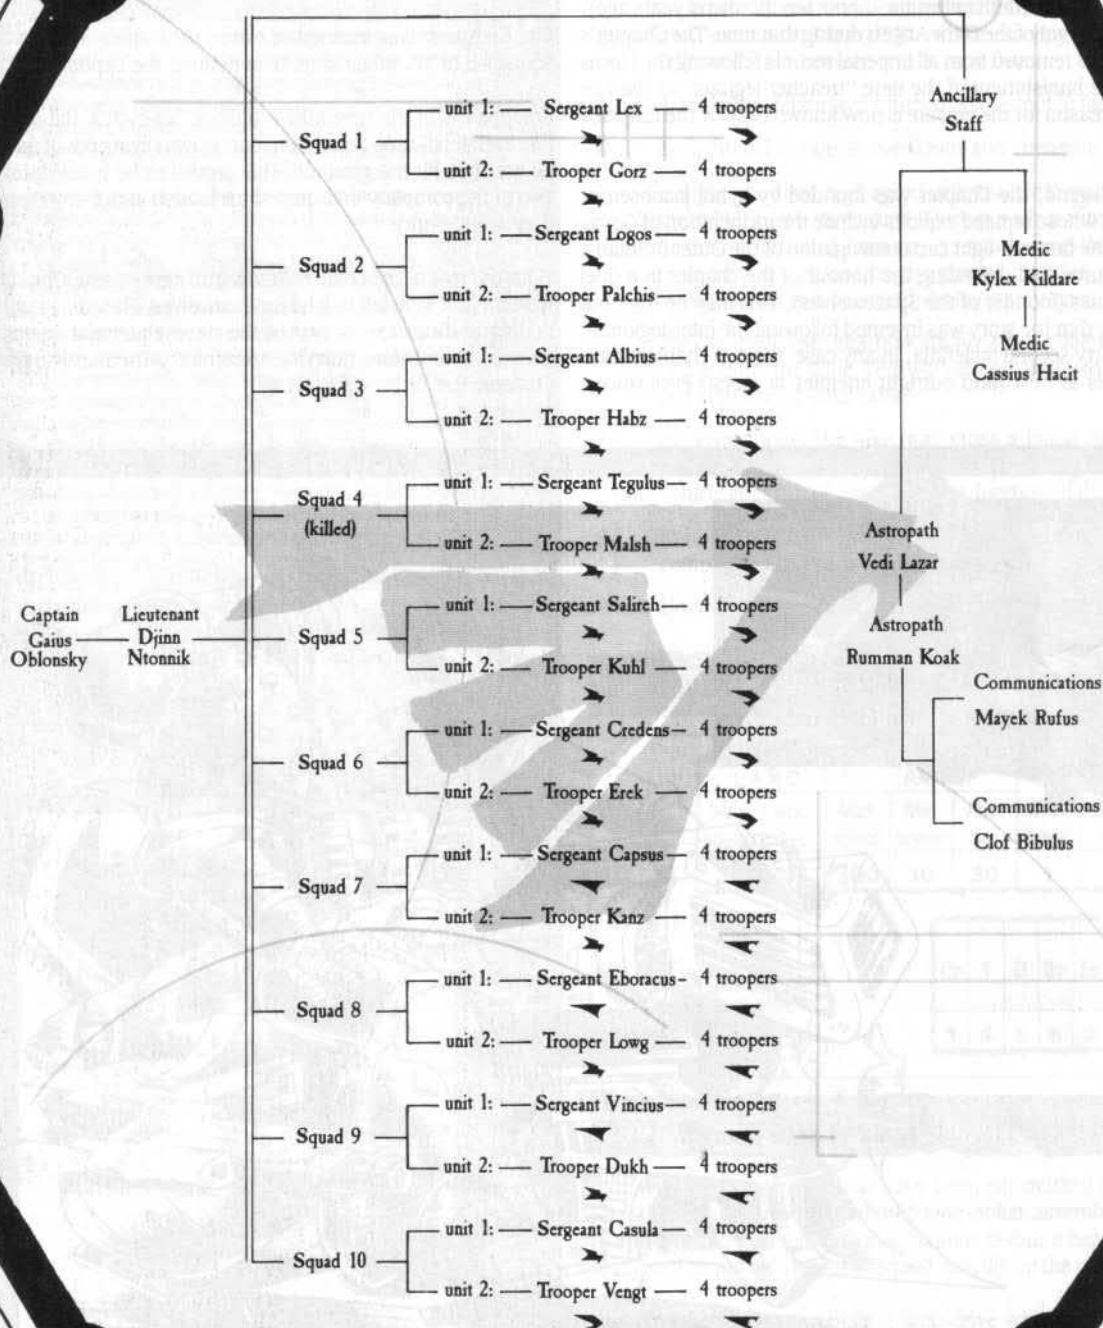 unit 1: Sergeant Lex 4 troopers
Squad 1
unit 2: Trooper Gorz 4 troopers
unit 1: Sergeant Logos 4 troopers
Squad 2
unit 2: Trooper Palchis 4 troopers
unit 1: Sergeant Albius 4 troopers
Squad 3
unit 2: Trooper Habz 4 troopers
unit 1: Sergeant Tegulus 4 troopers
Squad 4
(killed)
unit 2: Trooper Malsh 4 troopers
Captain
Gaius
Oblonsky
Lieutenant
Djinn
Ntonnik
unit 1: Sergeant Salireh 4 troopers
Squad 5
unit 2: Trooper Kuhl 4 troopers
unit 1: Sergeant Credens 4 troopers
Squad 6
unit 2: Trooper Erek 4 troopers
unit 1: Sergeant Capsus 4 troopers
Squad 7
unit 2: Trooper Kanz 4 troopers
unit 1: Sergeant Eboracus 4 troopers
Squad 8
unit 2: Trooper Lowg 4 troopers
unit 1: Sergeant Vincius 4 troopers
Squad 9
unit 2: Trooper Dukh 4 troopers
unit 1: Sergeant Casula 4 troopers
Squad 10
unit 2: Trooper Vengt 4 troopers
Ancillary
Staff
Medic
Kylex Kildare
Medic
Cassius Hacit
Astropath
Vedi Lazar
Astropath
Rumman Koak
Communications
Mayek Rufus
Communications
Clof Bibulus